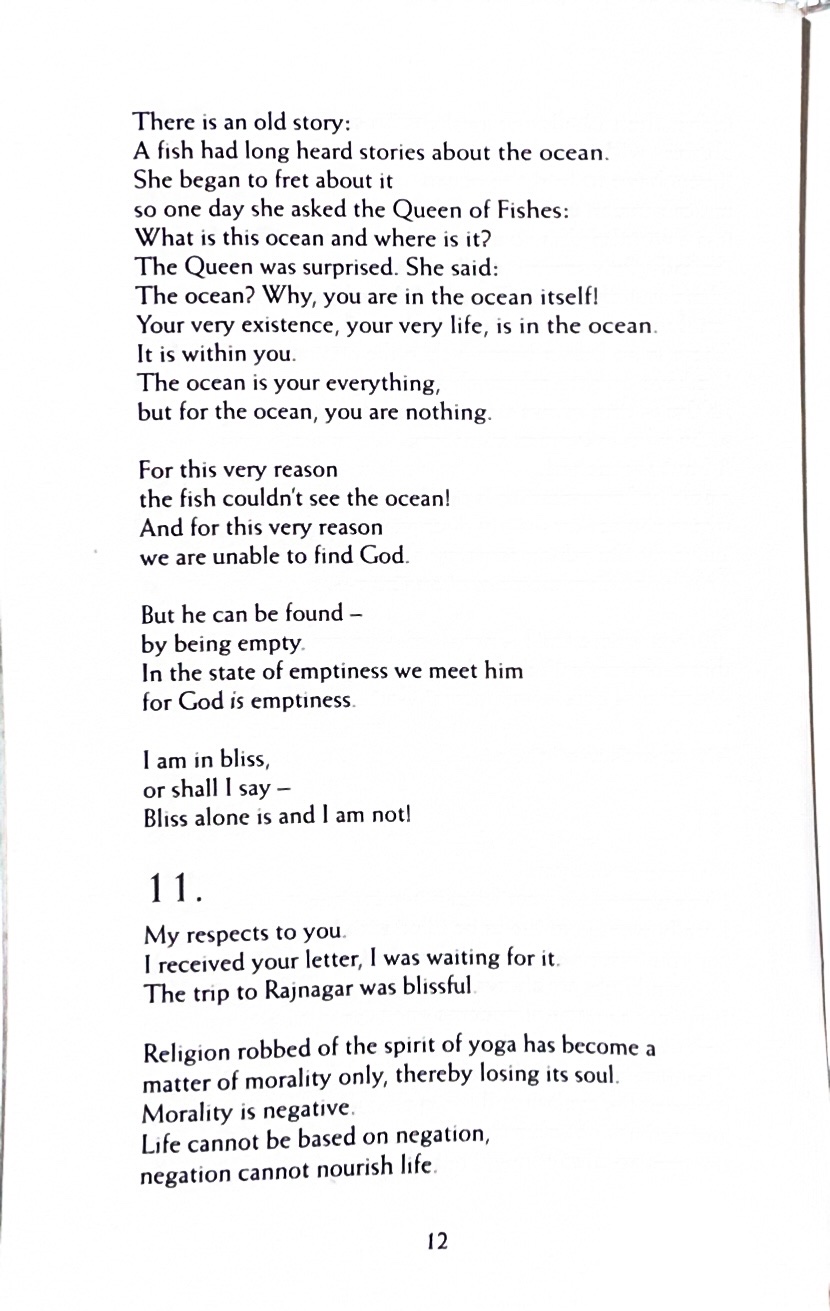 There is an old story:
A fish had long heard stories about the ocean.
She began to fret about it
so one day she asked the Queen of Fishes:
What is this ocean and where is it?
The Queen was surprised. She said:
The ocean? Why, you are in the ocean itself!
Your very existence, your very life, is in the ocean.
It is within you.
The ocean is your everything,
but for the ocean, you are nothing.
For this very reason
the fish couldn't see the ocean!
And for this very reason
we are unable to find God.
But he can be found –
by being empty.
In the state of emptiness we meet him
for God is emptiness.
I am in bliss,
or shall I say –
Bliss alone is and I am not!
11.
My respects to you.
I received your letter, I was waiting for it.
The trip to Rajnagar was blissful.
Religion robbed of the spirit of yoga has become a
matter of morality only, thereby losing its soul.
Morality is negative.
Life cannot be based on negation,
negation cannot nourish life.
12